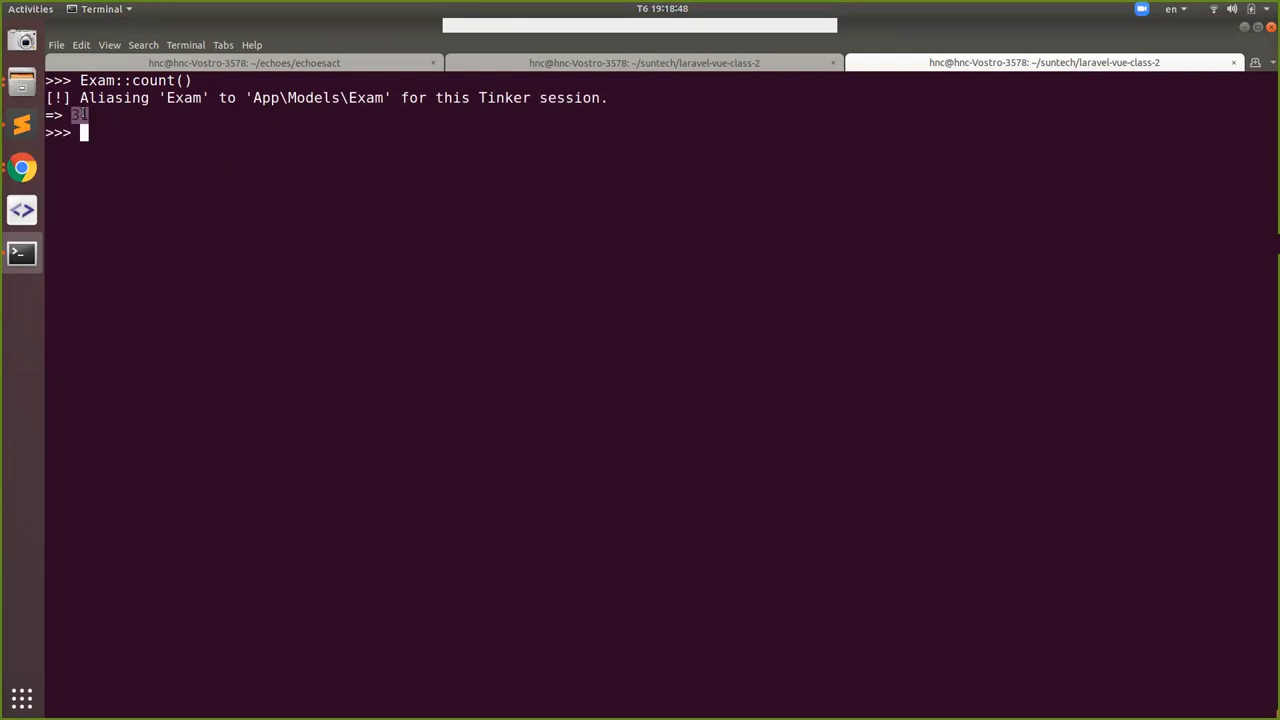 Activities
Terminal
T6 19:18:48
en
File Edit View Search Terminal Tabs Help
hnc@hnc-Vostro-3578: ~/echoes/echoesact
hnc@hnc-Vostro-3578: ~/suntech/laravel-vue-class-2
hnc@hnc-Vostro-3578: ~/suntech/laravel-vue-class-2
>>> Exam::count()
[!] Aliasing 'Exam' to 'App\Models\Exam' for this Tinker session.
=>
>>>